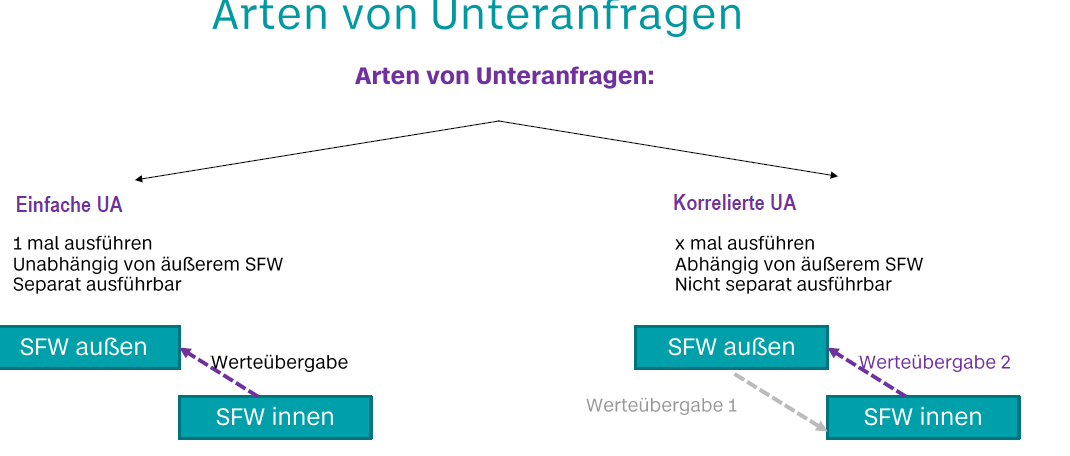 Arten von Unteranfragen
Arten von Unteranfragen:
Einfache UA
1 mal ausführen
Unabhängig von äußerem SFW
Separat ausführbar
SFW außen
Werteübergabe
SFW innen
Korrelierte UA
x mal ausführen
Abhängig von äußerem SFW
Nicht separat ausführbar
SFW außen
Werteübergabe 2
Werteübergabe 1
SFW innen